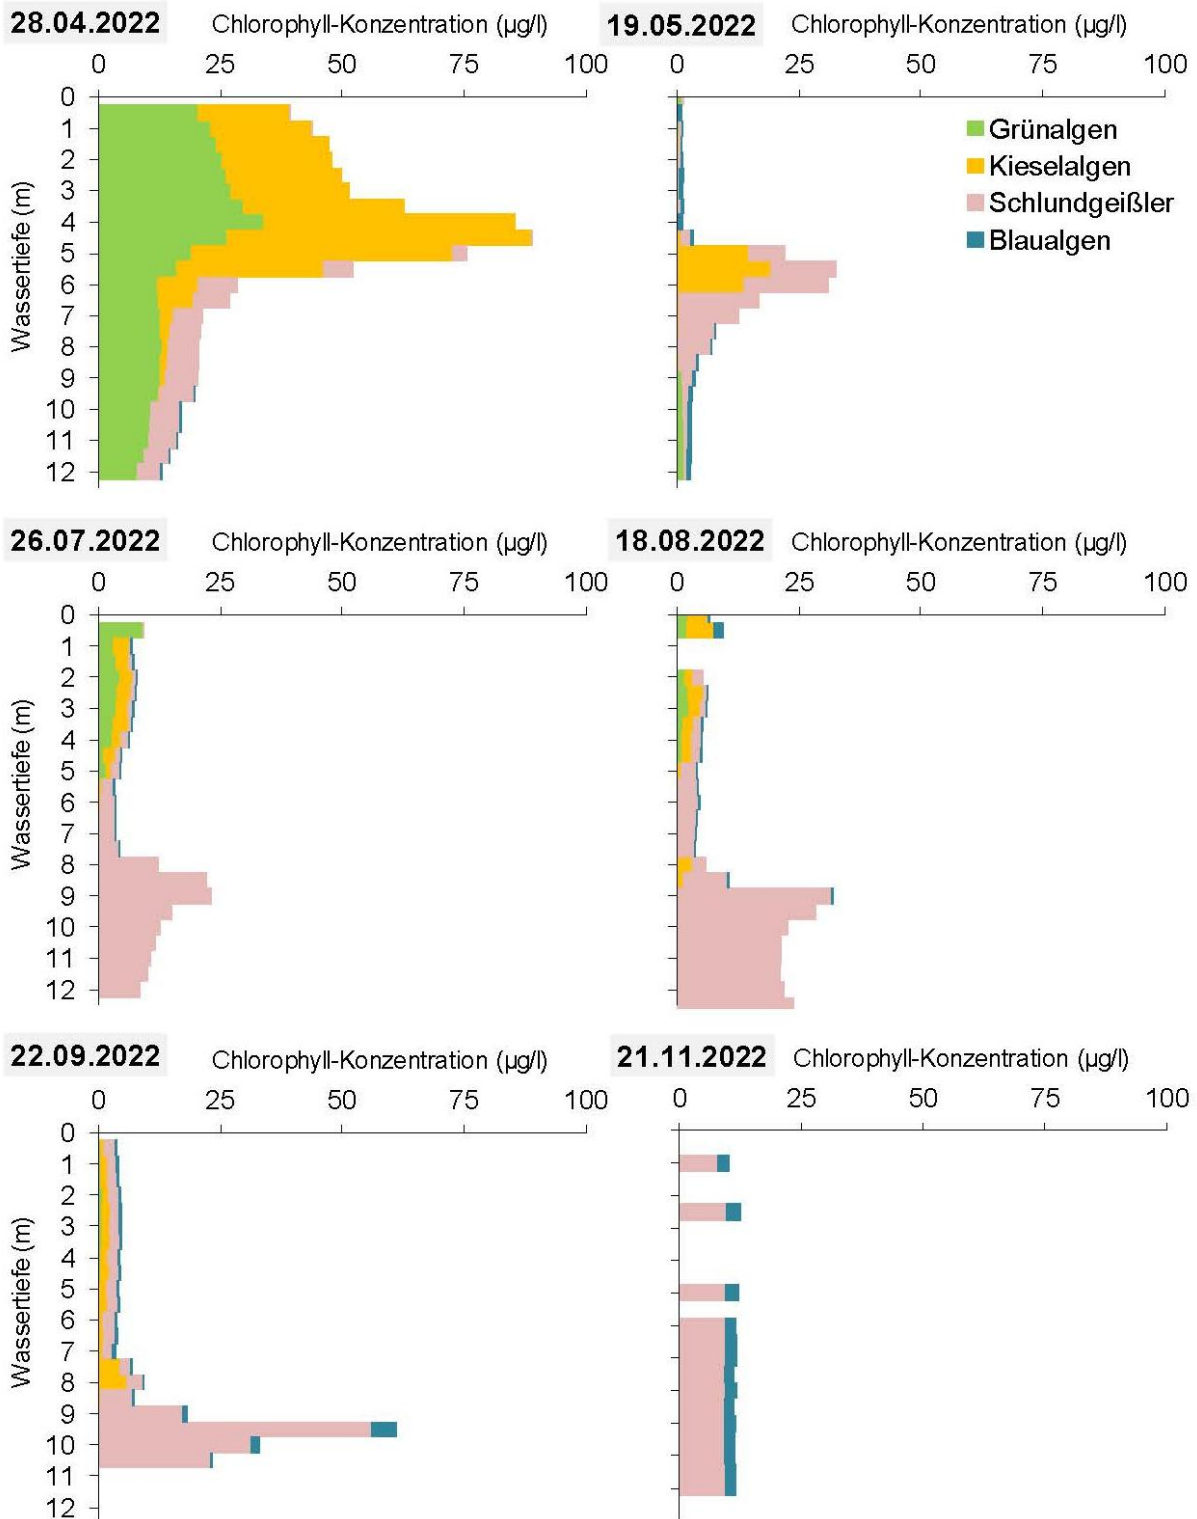 28.04.2022 Chlorophyll-Konzentration (µg/l)
0 25 50 75 100
0
1
2
3
4
5
6
7
8
9
10
11
12
Wassertiefe (m)
19.05.2022 Chlorophyll-Konzentration (µg/l)
0 25 50 75 100
Grünalgen
Kieselalgen
Schlundgeißler
Blaualgen
26.07.2022 Chlorophyll-Konzentration (µg/l)
0 25 50 75 100
0
1
2
3
4
5
6
7
8
9
10
11
12
Wassertiefe (m)
18.08.2022 Chlorophyll-Konzentration (µg/l)
0 25 50 75 100
22.09.2022 Chlorophyll-Konzentration (µg/l)
0 25 50 75 100
0
1
2
3
4
5
6
7
8
9
10
11
12
Wassertiefe (m)
21.11.2022 Chlorophyll-Konzentration (µg/l)
0 25 50 75 100